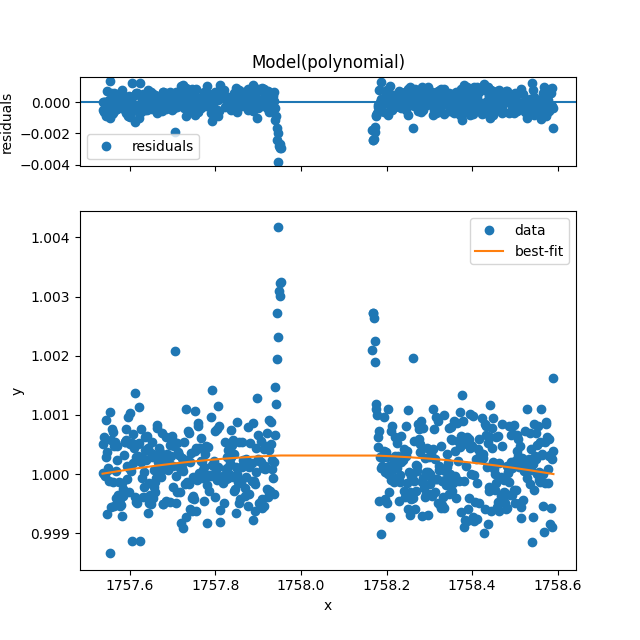 Model(polynomial)
residuals
0.000
−0.002
−0.004
residuals
y
1.004
1.003
1.002
1.001
1.000
0.999
data
best-fit
1757.6 1757.8 1758.0 1758.2 1758.4 1758.6
x